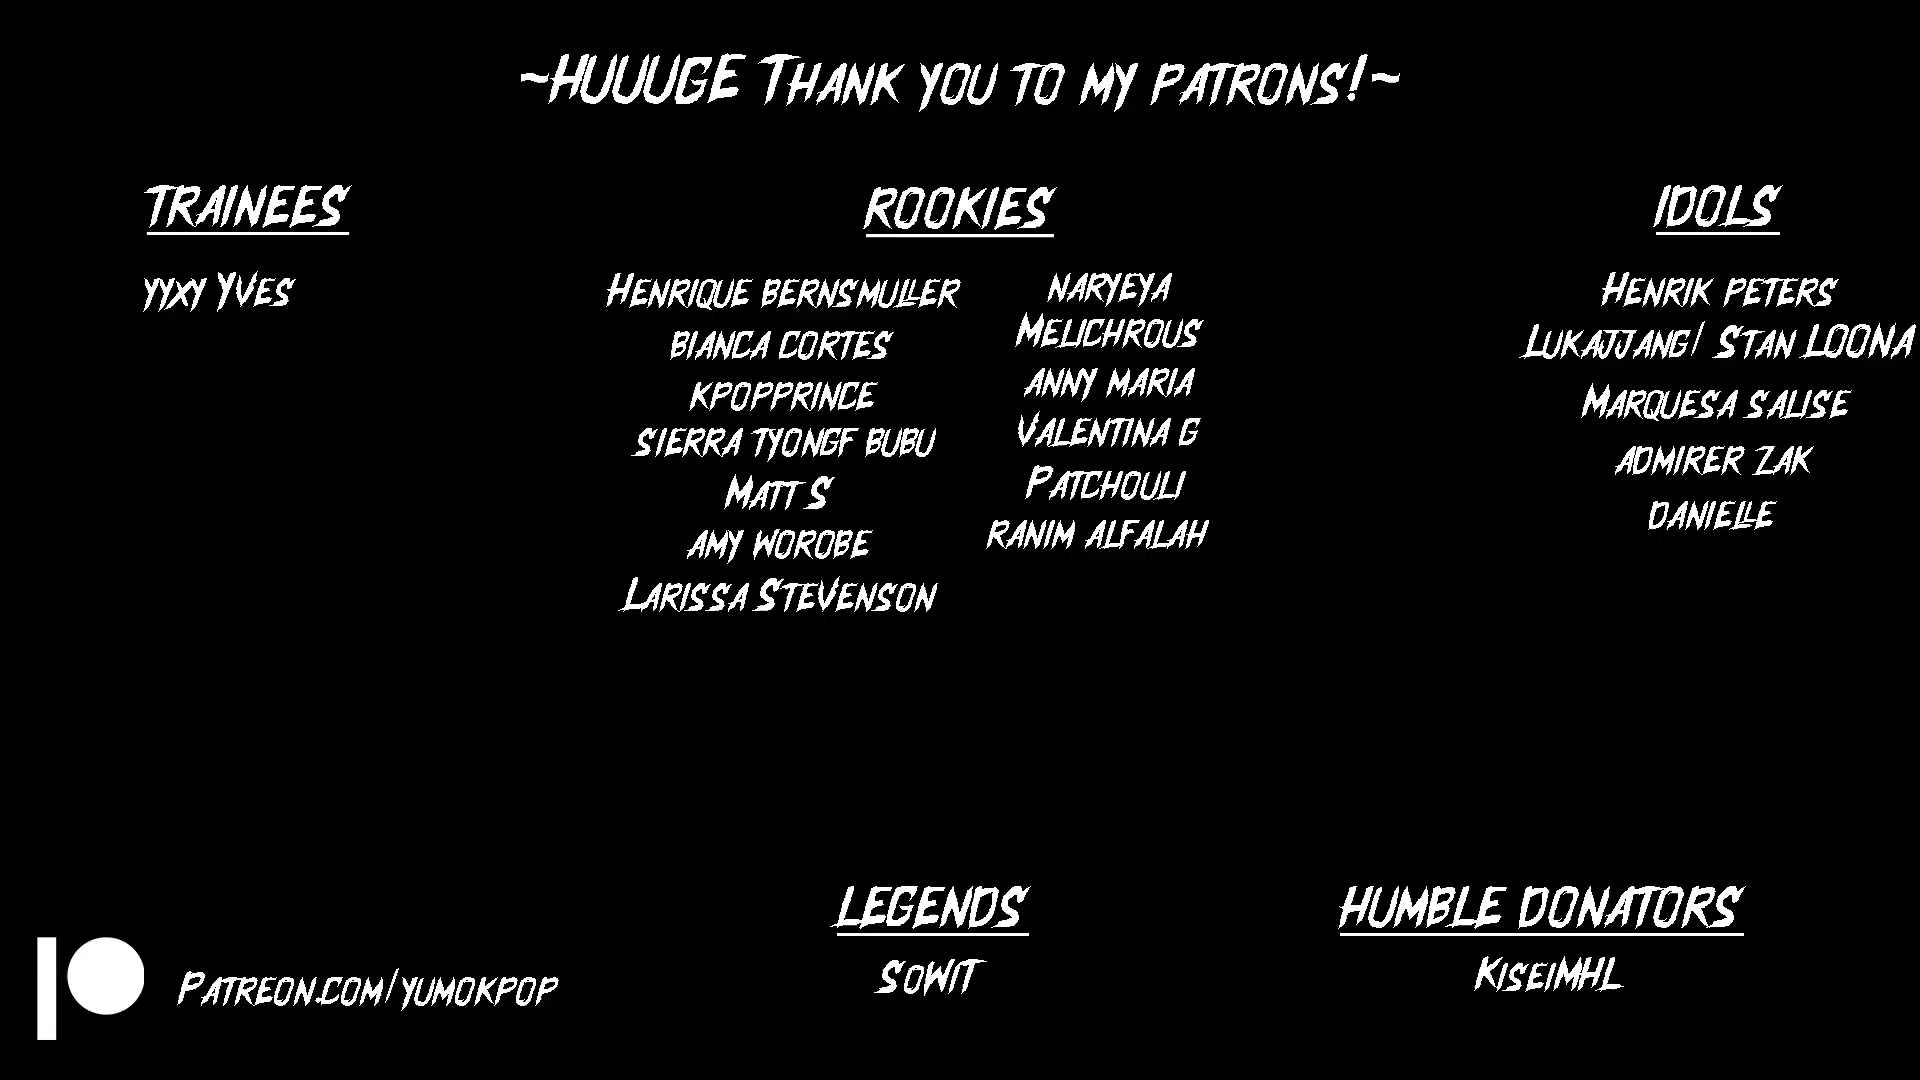 ~HUUUGE Thank you to my patrons!~
TRAINEES
yyxy Yves
ROOKIES
Henrique bernsmuller
bianca cortes
kpopprince
sierra tyongf bubu
Matt S
amy worobe
Larissa Stevenson
naryeya
Melichrous
anny maria
Valentina g
Patchouli
ranim alfalah
IDOLS
Henrik peters
Lukajjang/ Stan LOONA
Marquesa salise
admirer Zak
danielle
LEGENDS
SoWIT
HUMBLE DONATORS
KiseiMHL
Patreon.com/yumokpop